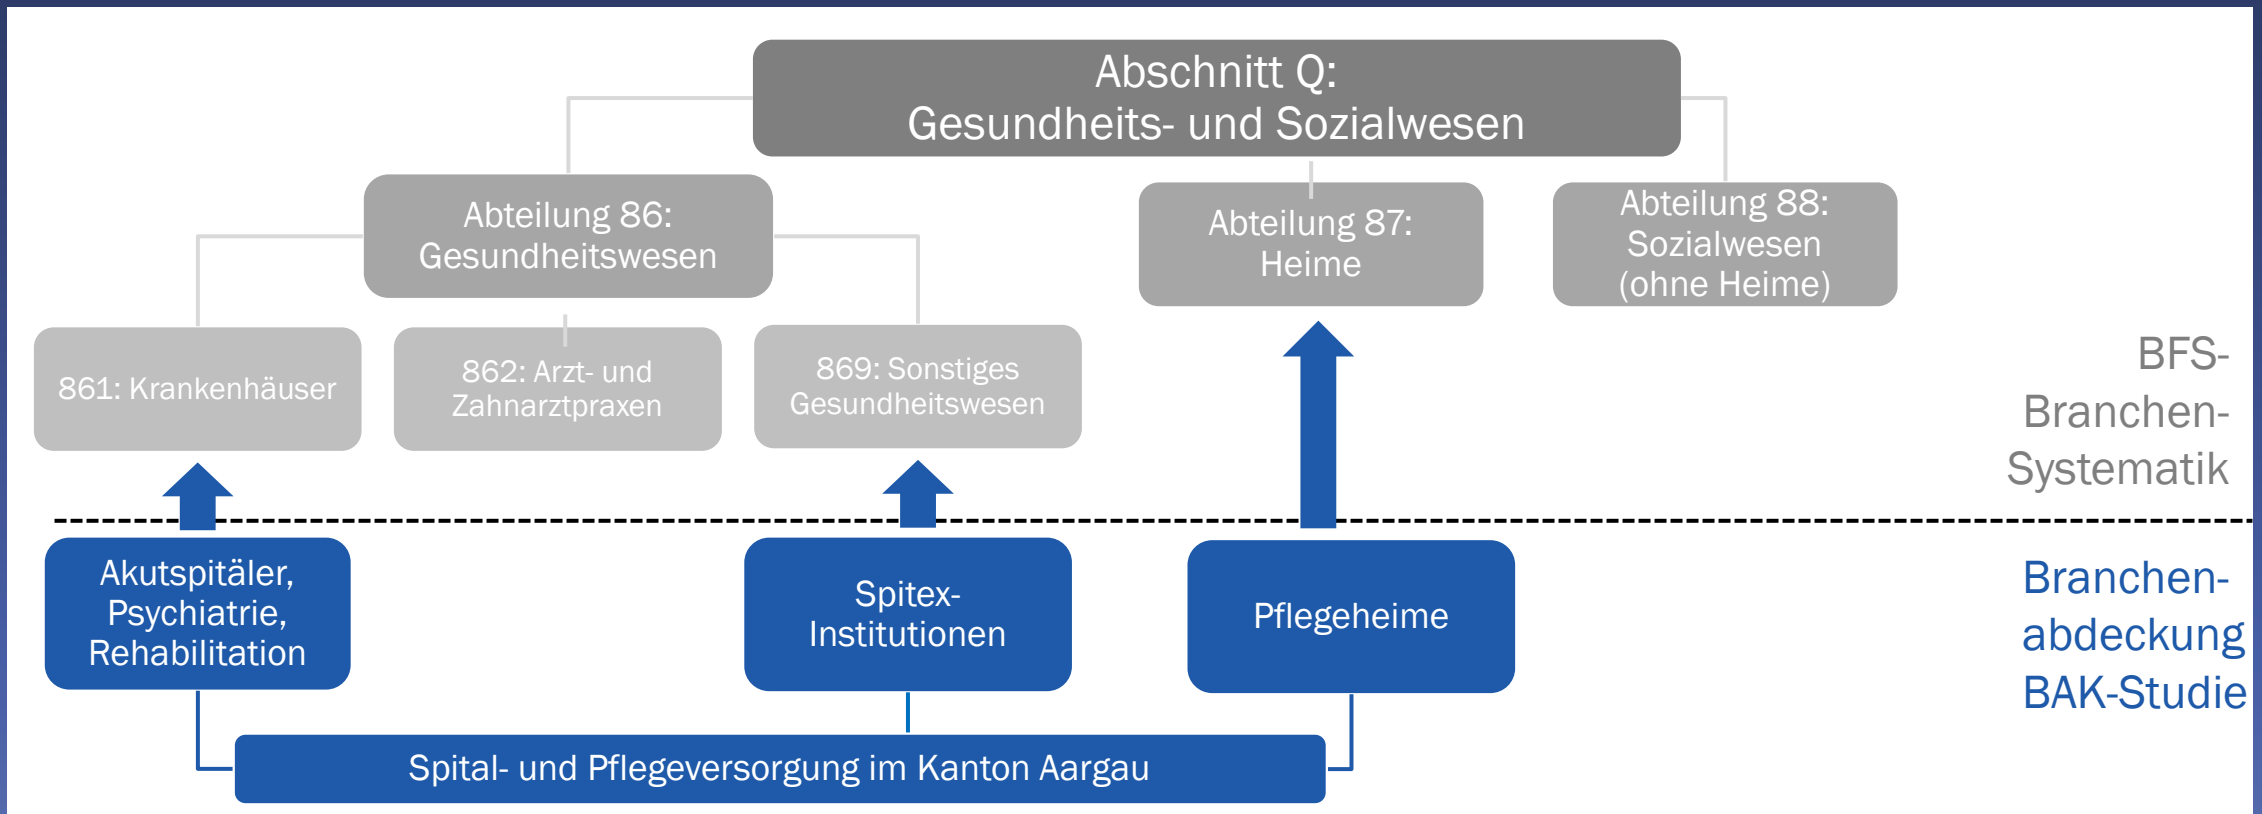 Abschnitt Q:
Gesundheits- und Sozialwesen
Abteilung 86:
Gesundheitswesen
Abteilung 87:
Heime
Abteilung 88:
Sozialwesen
(ohne Heime)
861: Krankenhäuser
862: Arzt- und
Zahnarztpraxen
869: Sonstiges
Gesundheitswesen
BFS-
Branchen-
Systematik
Akutspitäler,
Psychiatrie,
Rehabilitation
Spitex-
Institutionen
Pflegeheime
Branchen-
abdeckung
BAK-Studie
Spital- und Pflegeversorgung im Kanton Aargau